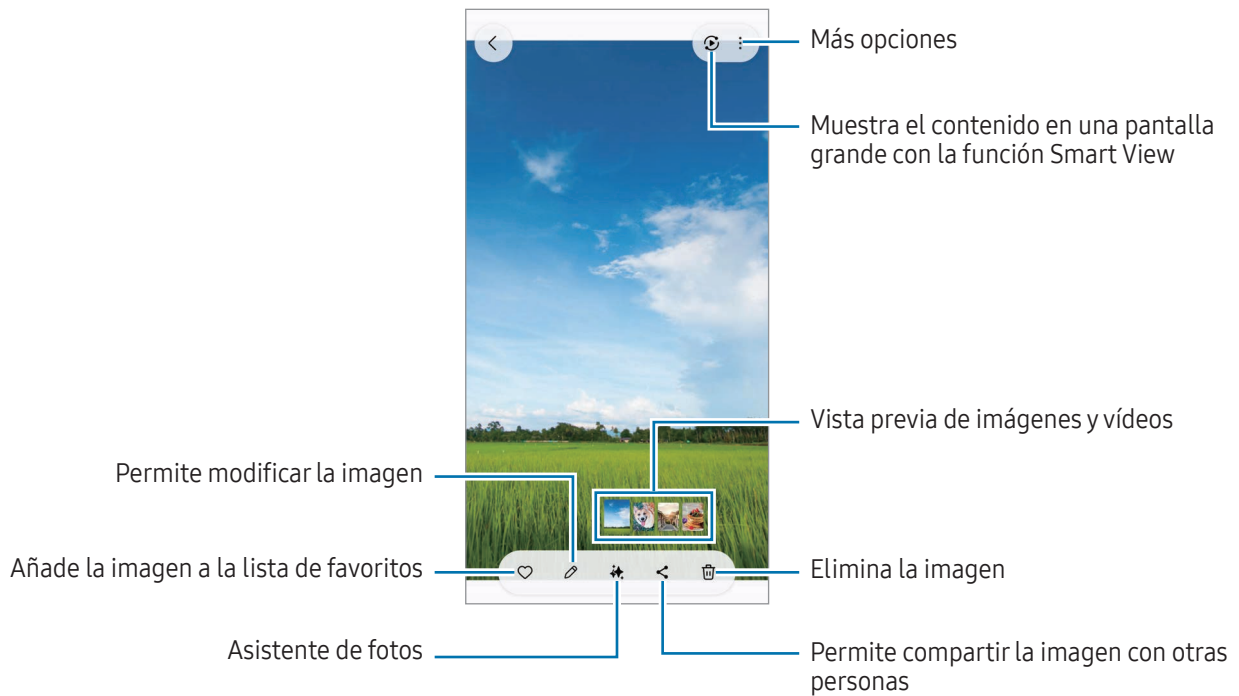 Más opciones
Muestra el contenido en una pantalla
grande con la función Smart View
Vista previa de imágenes y vídeos
Permite modificar la imagen
Añade la imagen a la lista de favoritos
Elimina la imagen
Asistente de fotos
Permite compartir la imagen con otras
personas